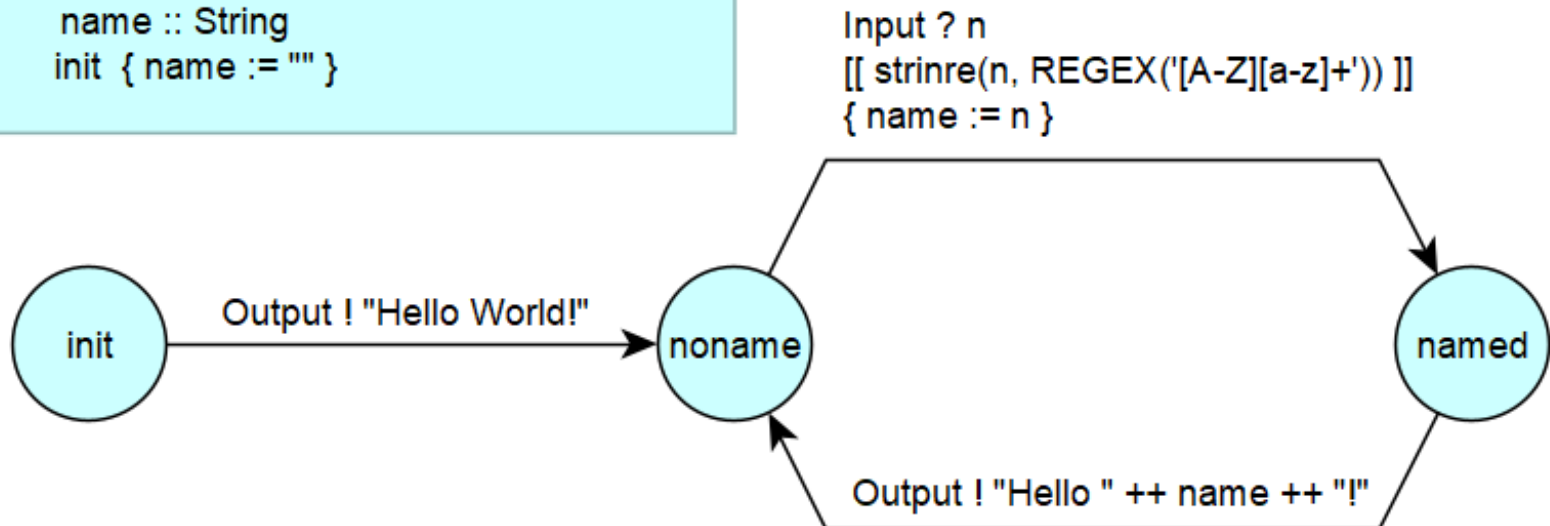 name :: String
init { name := "" }
Input ? n
[[ strinre(n, REGEX('[A-Z][a-z]+')) ]]
{ name := n }
Output ! "Hello World!"
init
noname
named
Output ! "Hello " ++ name ++ "!"